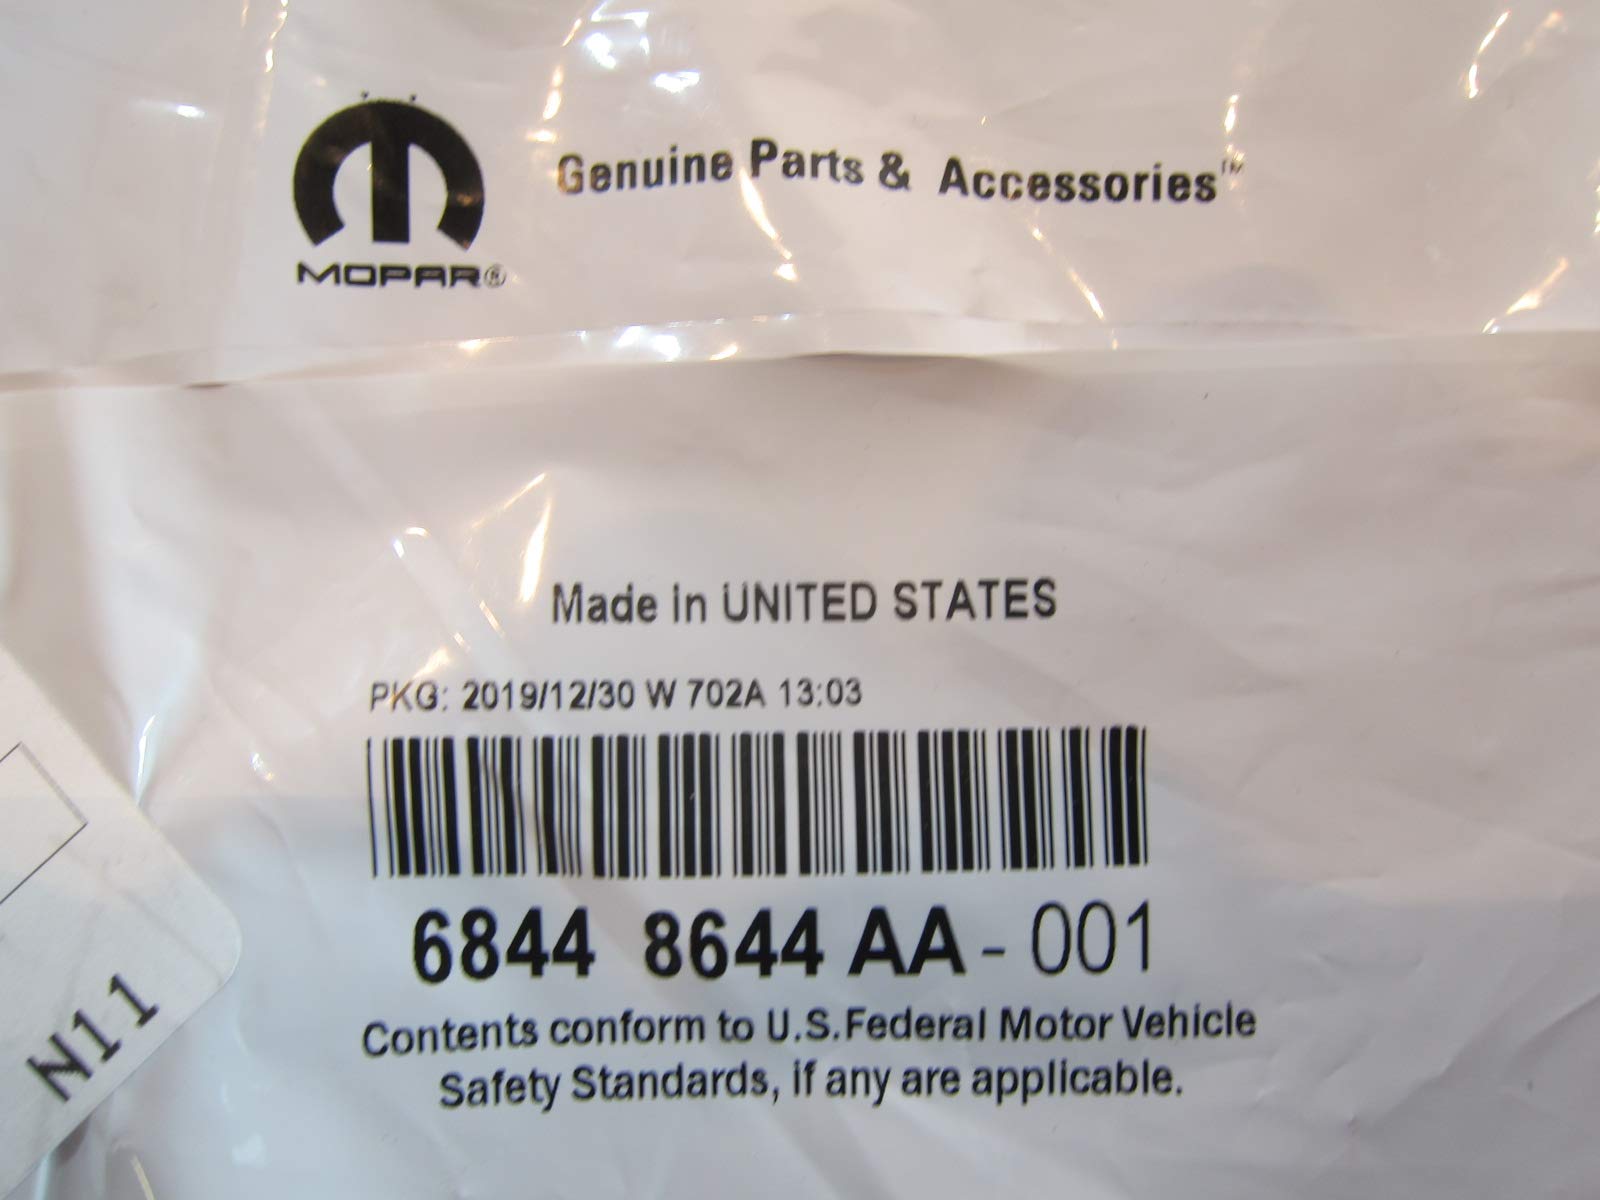 Genuine Parts & Accessories™
MOPAR®
Made in UNITED STATES
PKG: 2019/12/30 W 702A 13:03
6844 8644 AA - 001
Contents conform to U.S.Federal Motor Vehicle
Safety Standards, if any are applicable.
N11